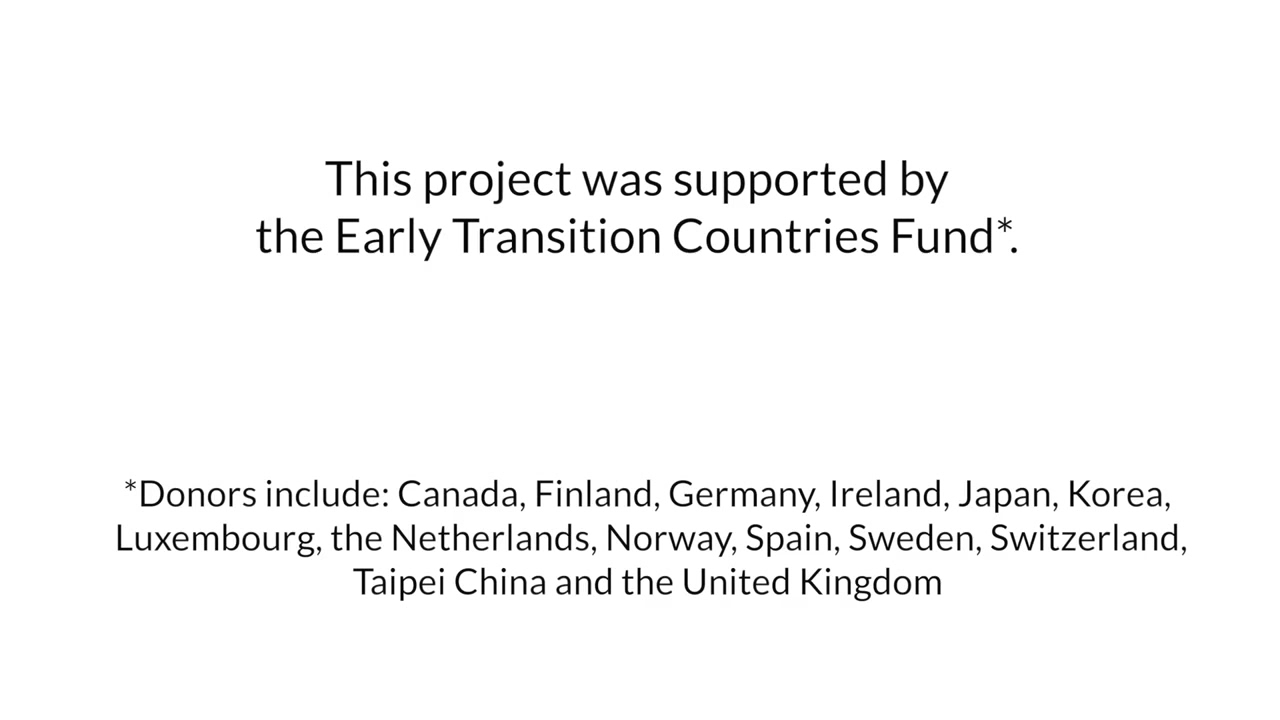 This project was supported by
the Early Transition Countries Fund*.
*Donors include: Canada, Finland, Germany, Ireland, Japan, Korea,
Luxembourg, the Netherlands, Norway, Spain, Sweden, Switzerland,
Taipei China and the United Kingdom